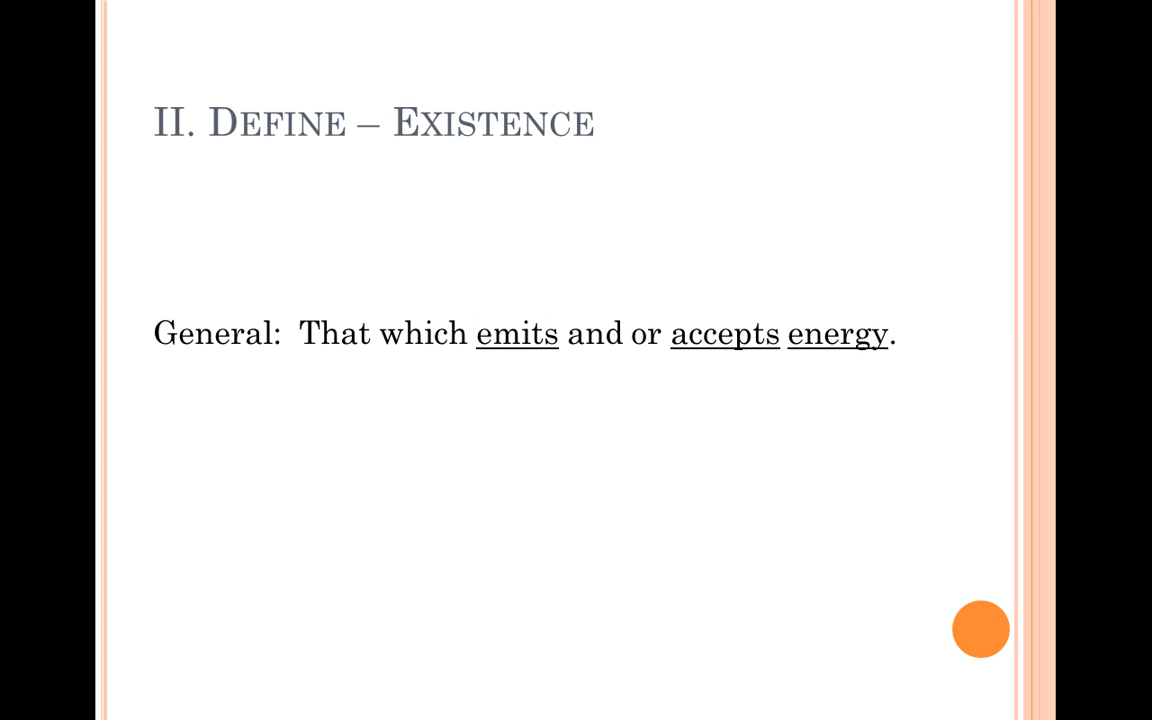 II. DEFINE – EXISTENCE
General:  That which emits and or accepts energy.